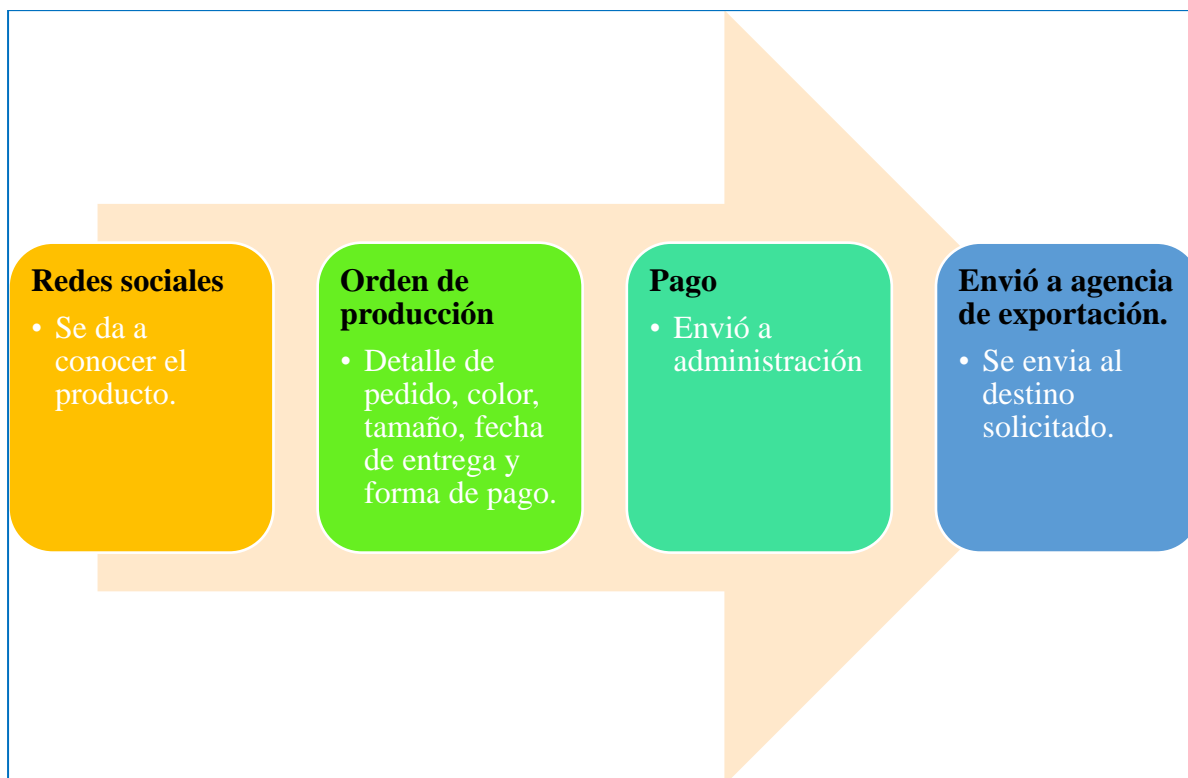 Redes sociales
• Se da a
conocer el
producto.
Orden de
producción
• Detalle de
pedido, color,
tamaño, fecha
de entrega y
forma de pago.
Pago
• Envió a
administración
Envió a agencia
de exportación.
• Se envia al
destino
solicitado.